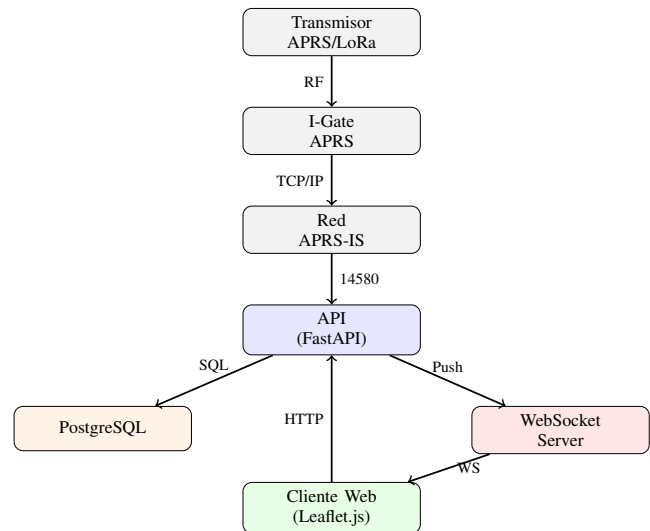 Transmisor
APRS/LoRa
RF
I-Gate
APRS
TCP/IP
Red
APRS-IS
14580
API
(FastAPI)
SQL
Push
PostgreSQL
HTTP
WebSocket
Server
WS
Cliente Web
(Leaflet.js)